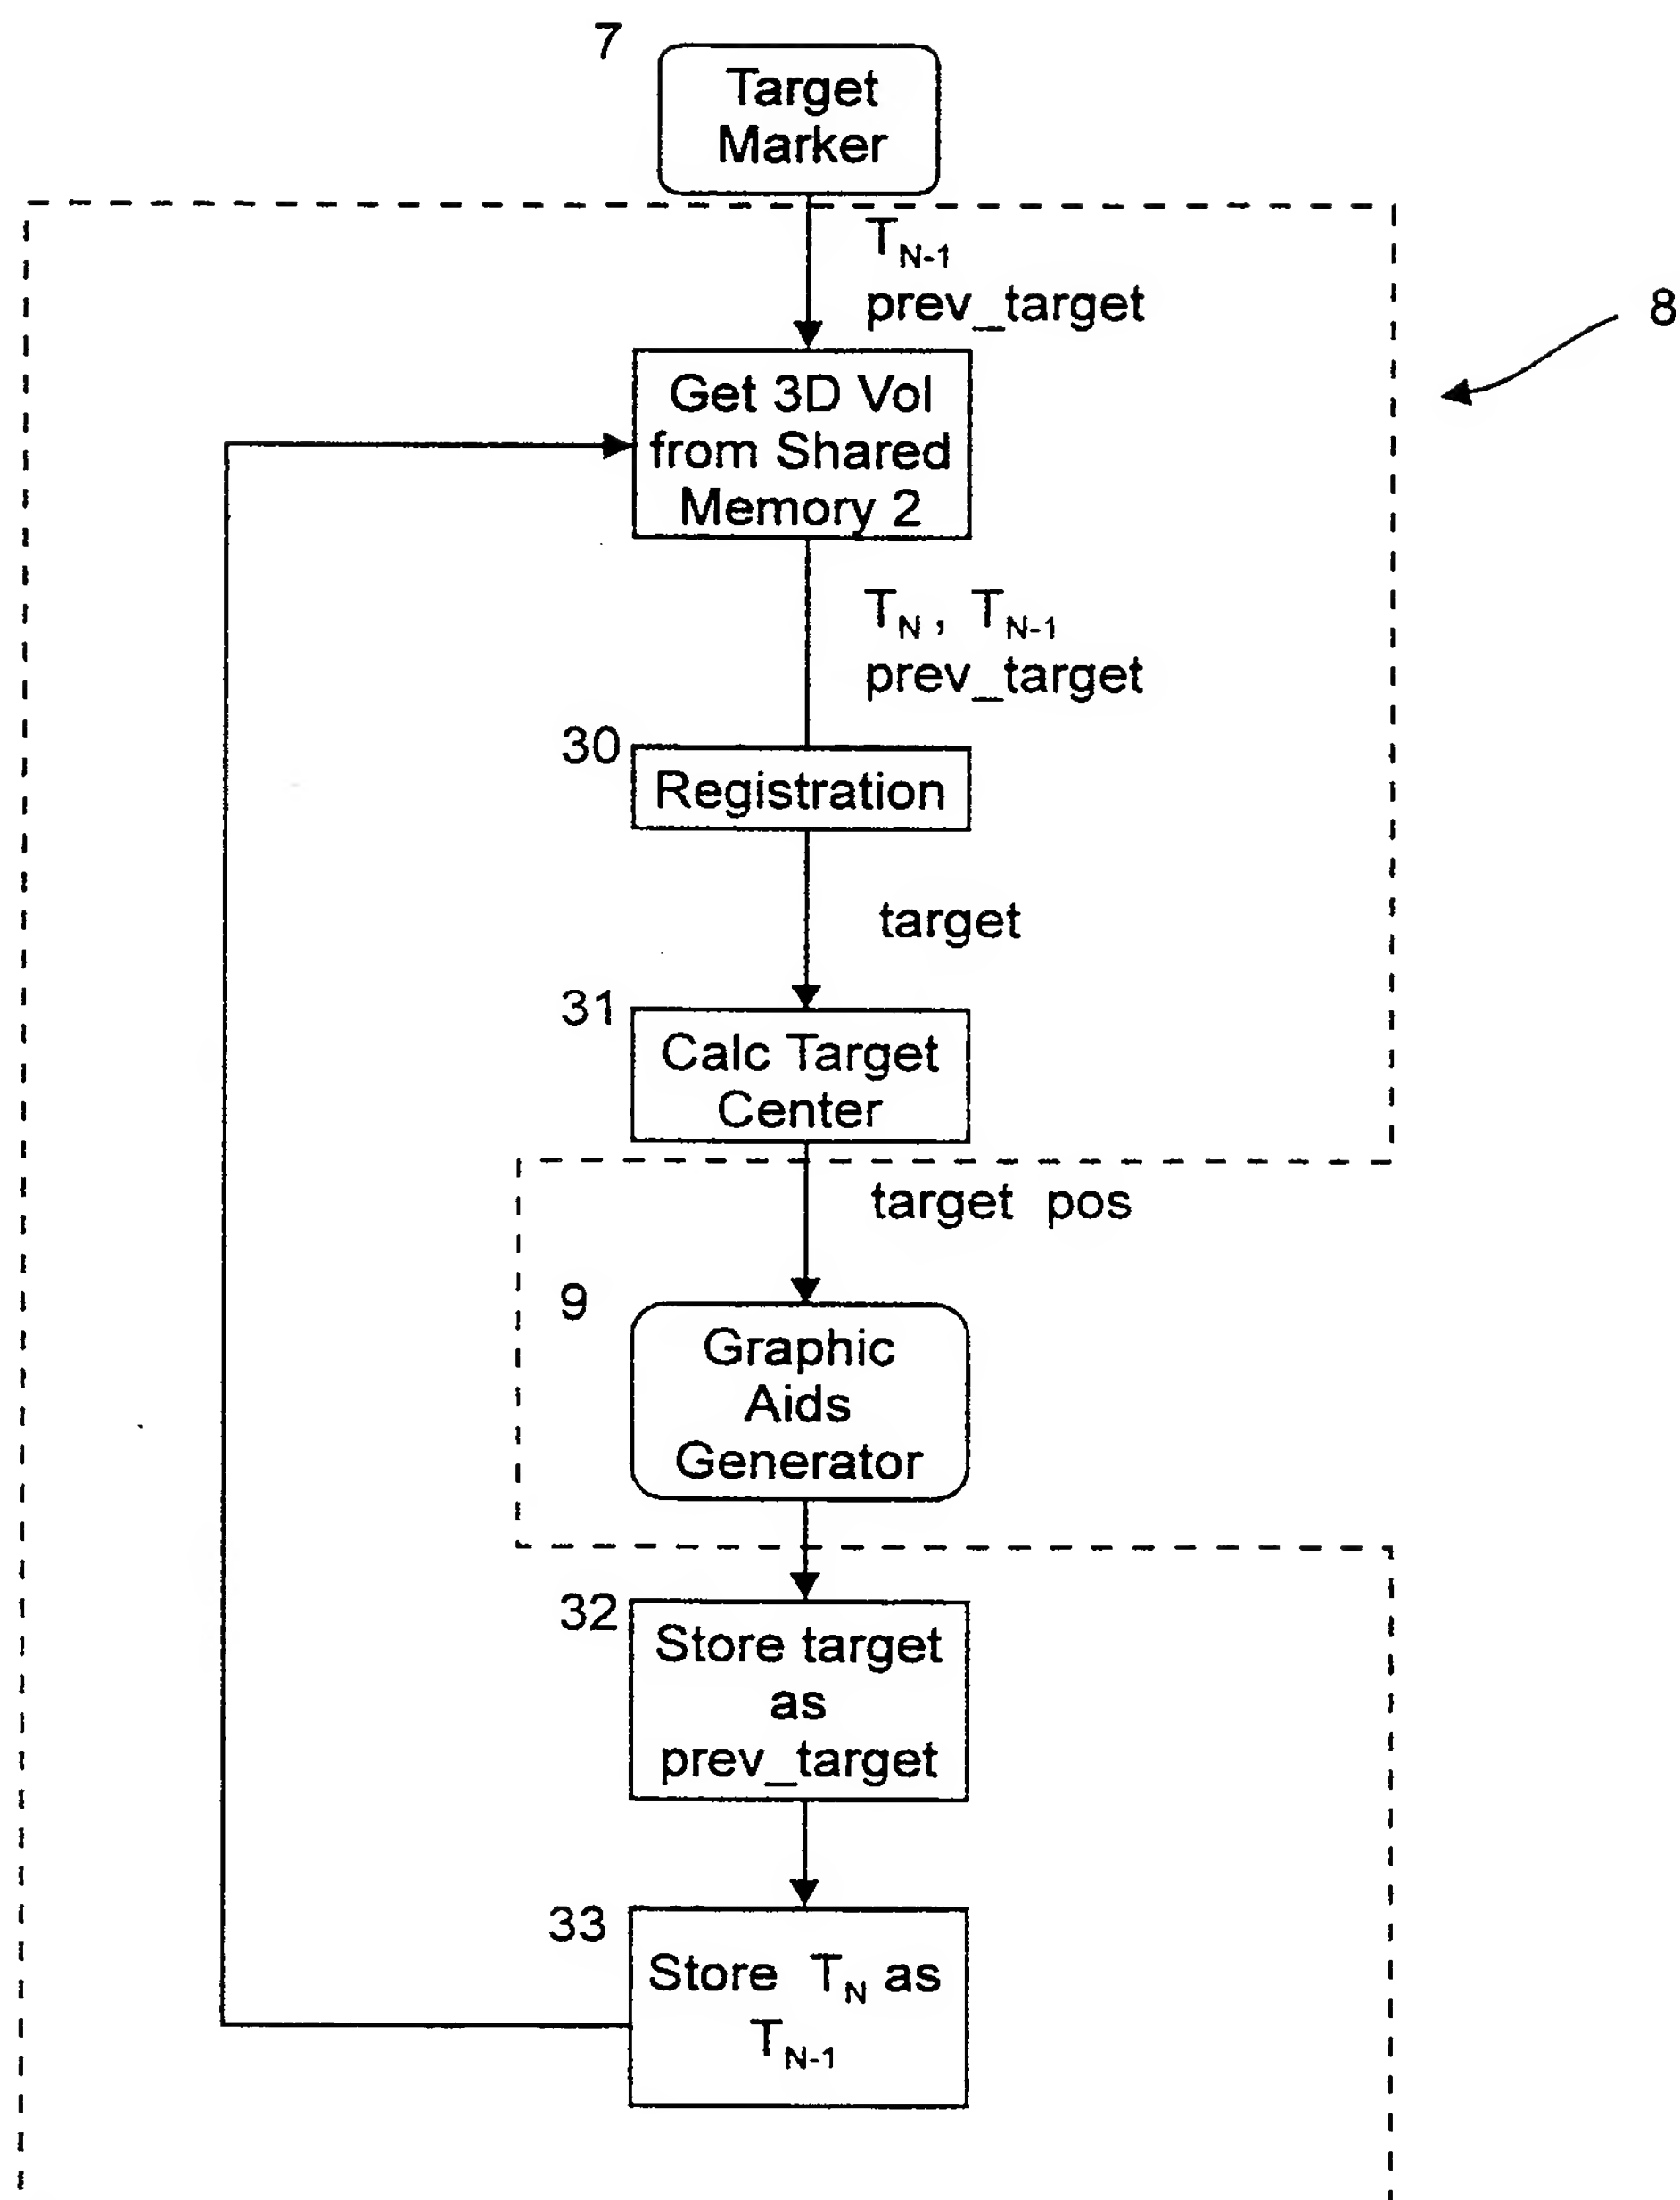 7
Target
Marker
T_{N-1}
prev_target
8
Get 3D Vol
from Shared
Memory 2
T_N , T_{N-1}
prev_target
30
Registration
target
31
Calc Target
Center
target pos
9
Graphic
Aids
Generator
32
Store target
as
prev_target
33
Store T_N as
T_{N-1}